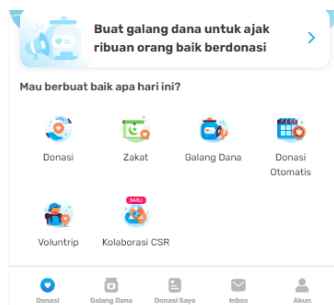 Buat galang dana untuk ajak
ribuan orang baik berdonasi
Mau berbuat baik apa hari ini?
Donasi
Zakat
Galang Dana
Donasi
Otomatis
BARU
Voluntrip
Kolaborasi CSR
Donasi
Galang Dana
Donasi Saya
Inbox
Akun